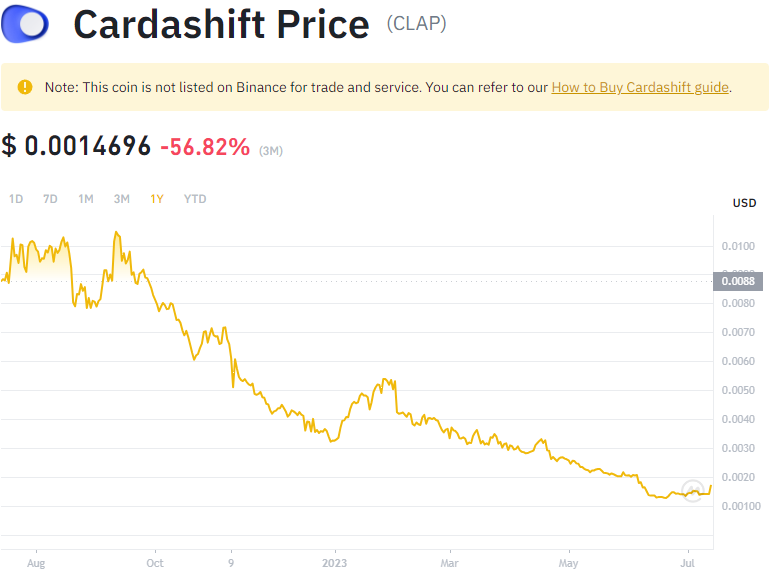 Cardashift Price (CLAP)
Note: This coin is not listed on Binance for trade and service. You can refer to our How to Buy Cardashift guide.
$ 0.0014696 -56.82% (3M)
1D 7D 1M 3M 1Y YTD
USD
0.0100
0.0088
0.0080
0.0070
0.0060
0.0050
0.0040
0.0030
0.0020
0.00100
Aug Oct 9 2023 Mar May Jul